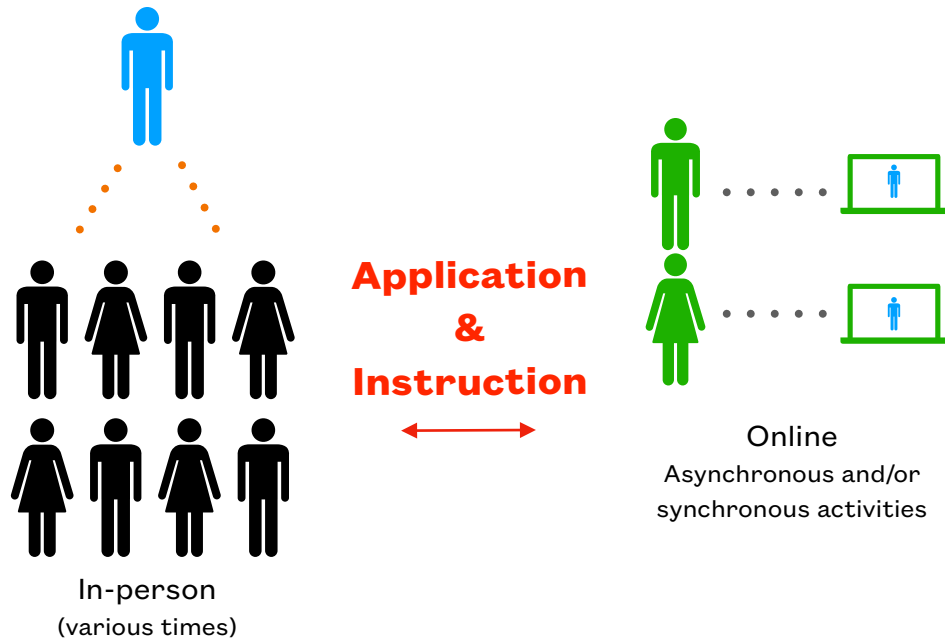 Application
&
Instruction
In-person
(various times)
Online
Asynchronous and/or
synchronous activities